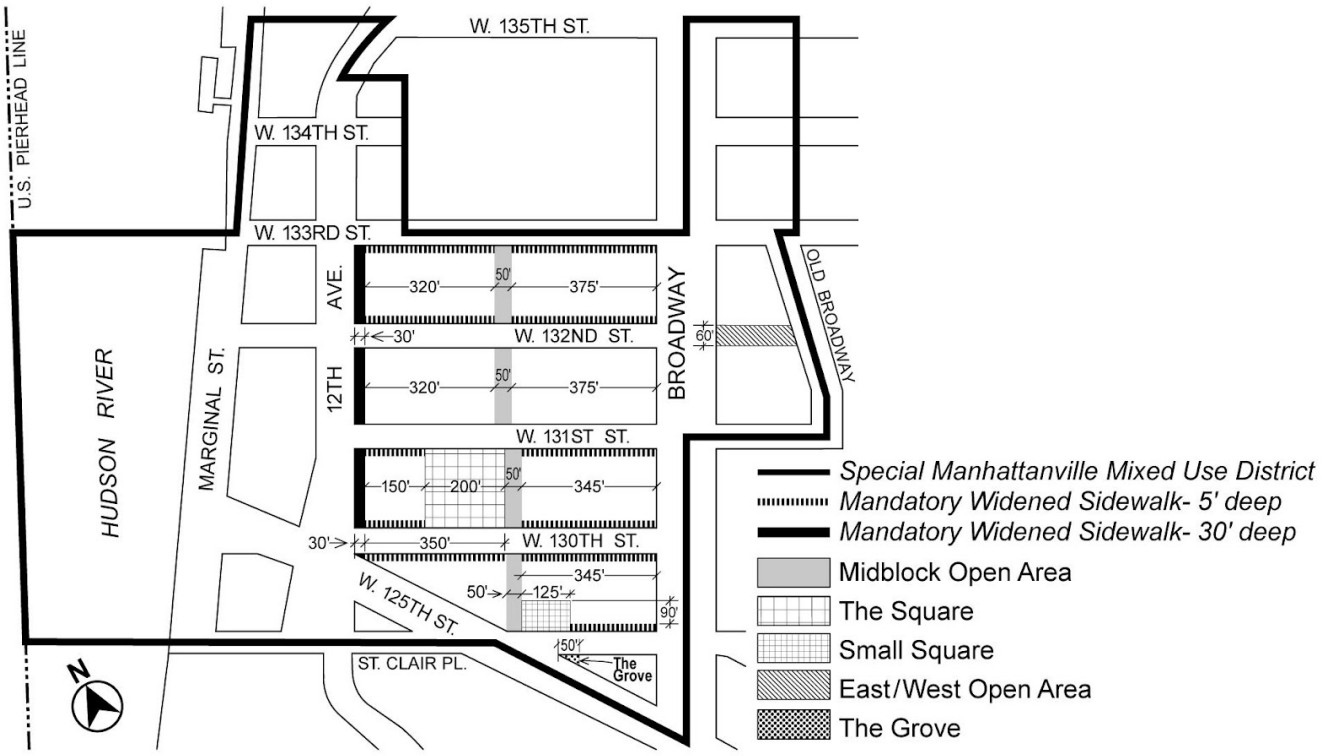 U.S. PIERHEAD LINE
W. 135TH ST.
W. 134TH ST.
W. 133RD ST.
AVE.
320'
50'
375'
BROADWAY
OLD BROADWAY
30'
W. 132ND ST.
60'
HUDSON RIVER
MARGINAL ST.
12TH
320'
50'
375'
W. 131ST ST.
150'
200'
50'
345'
30'
350'
W. 130TH ST.
345'
50'
125'
90'
W. 125TH ST.
50'
The
Grove
ST. CLAIR PL.
N
Special Manhattanville Mixed Use District
Mandatory Widened Sidewalk- 5' deep
Mandatory Widened Sidewalk- 30' deep
Midblock Open Area
The Square
Small Square
East/West Open Area
The Grove